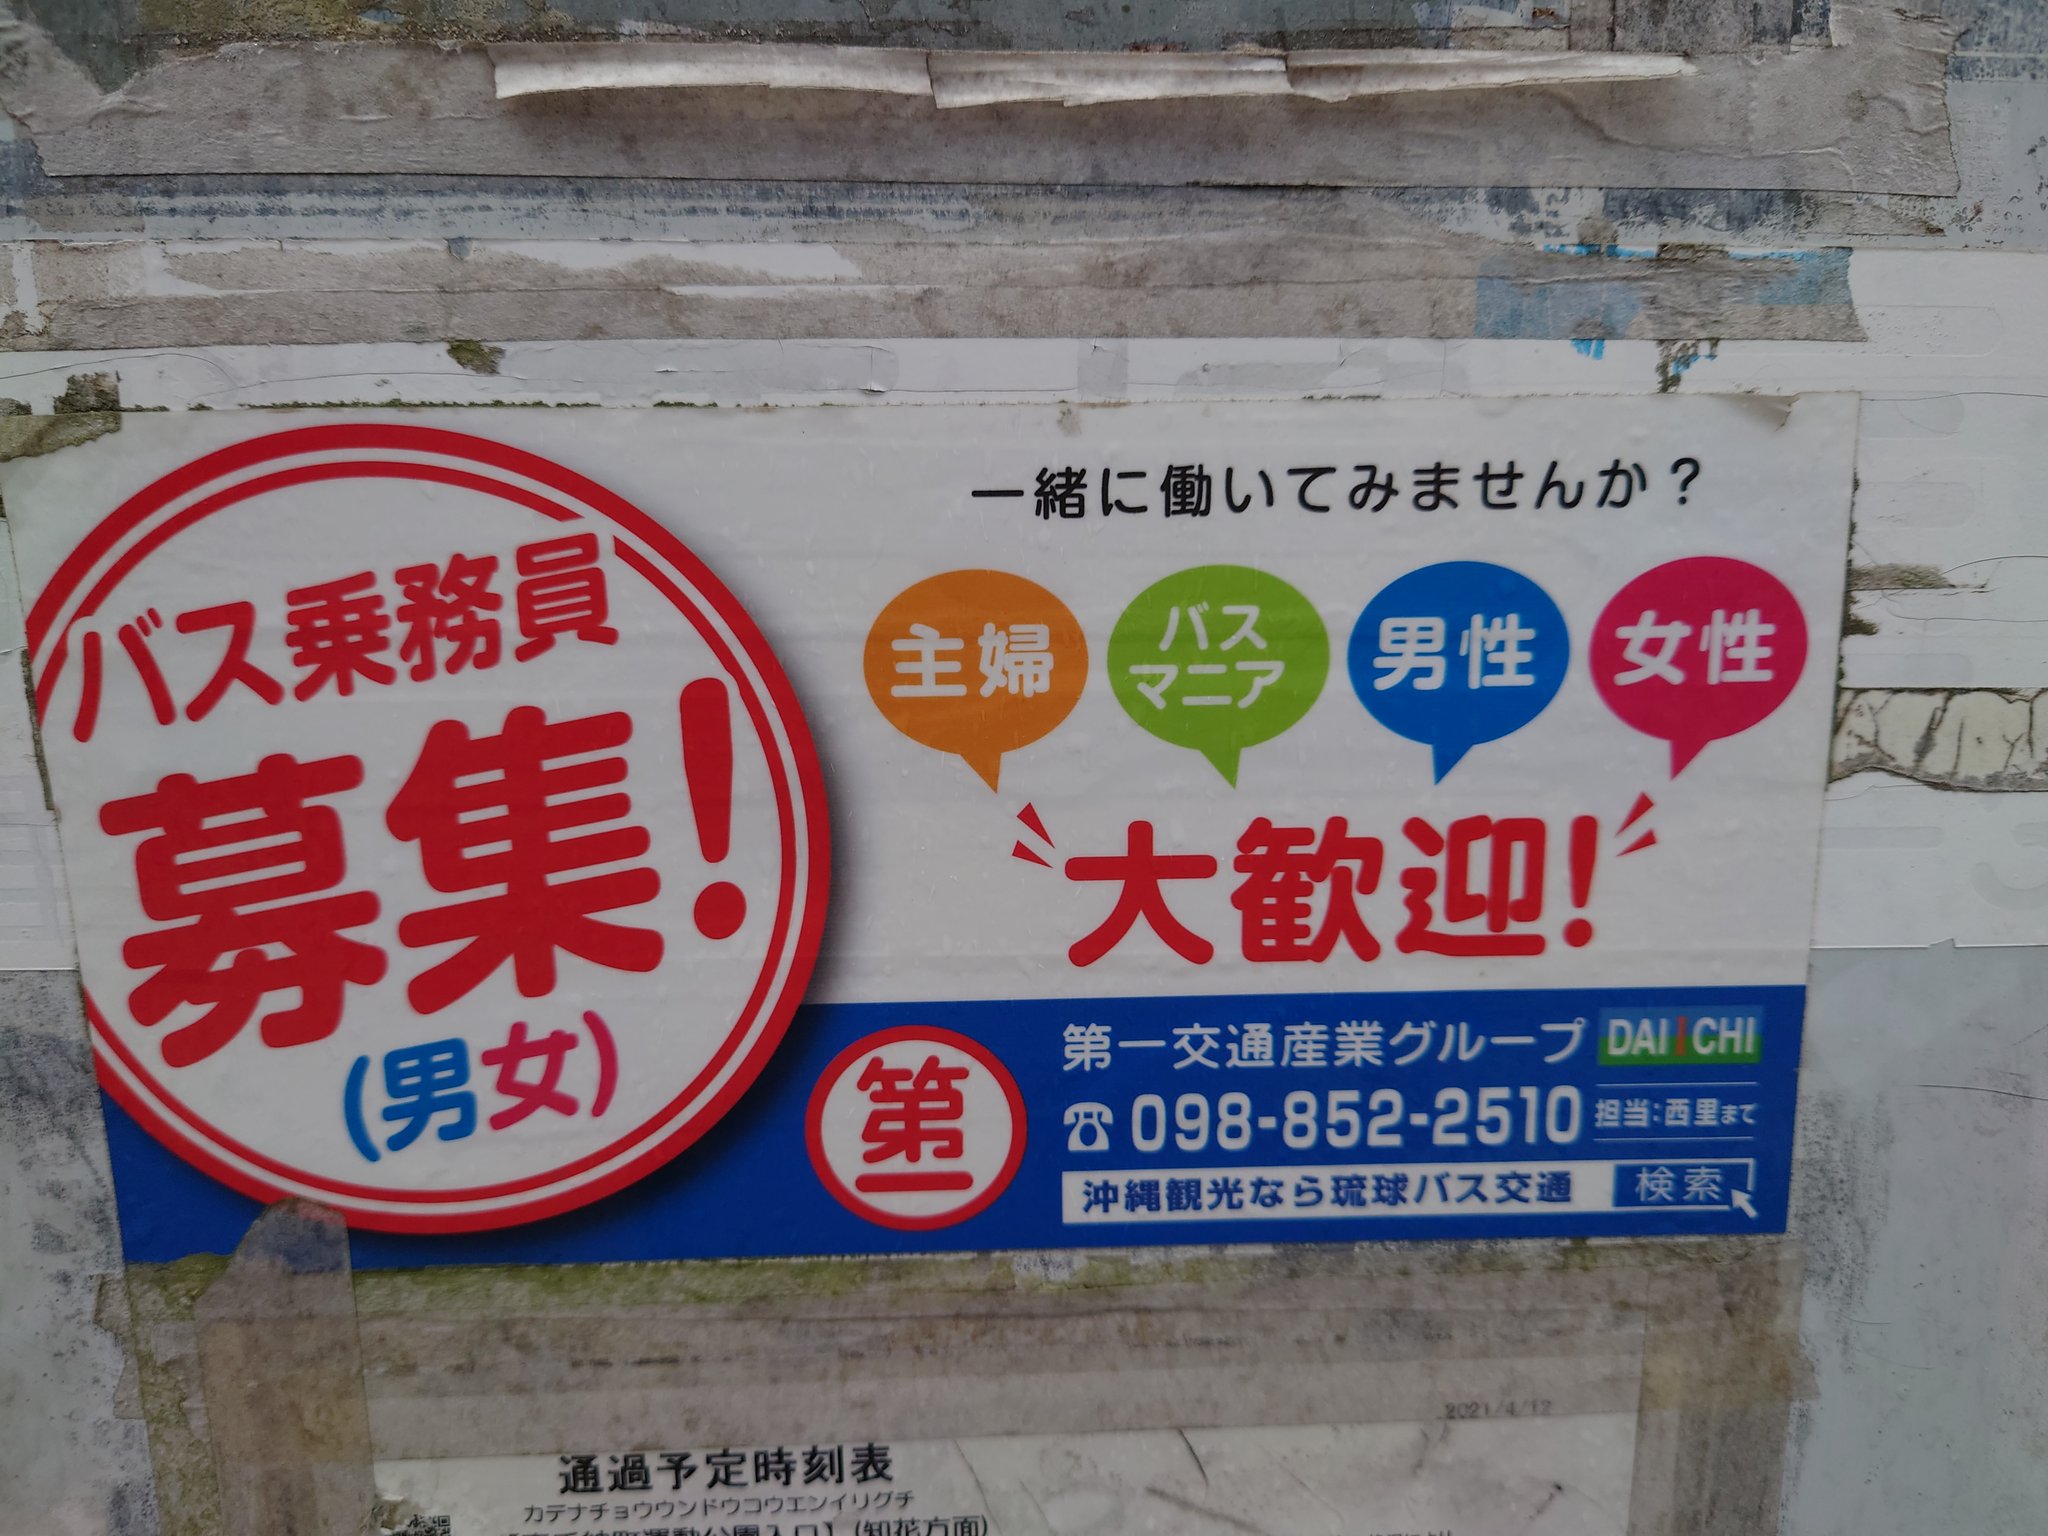 バス乗務員
募集!
(男女)
一緒に働いてみませんか？
主婦
バス
マニア
男性
女性
大歓迎!
第一
第一交通産業グループ
DAIICHI
☎098-852-2510
担当:西里まて
沖縄観光なら琉球バス交通
検索
2021/4/12
通過予定時刻表
カデナチョウウンドウコウエンイリグチ
(知花方面)